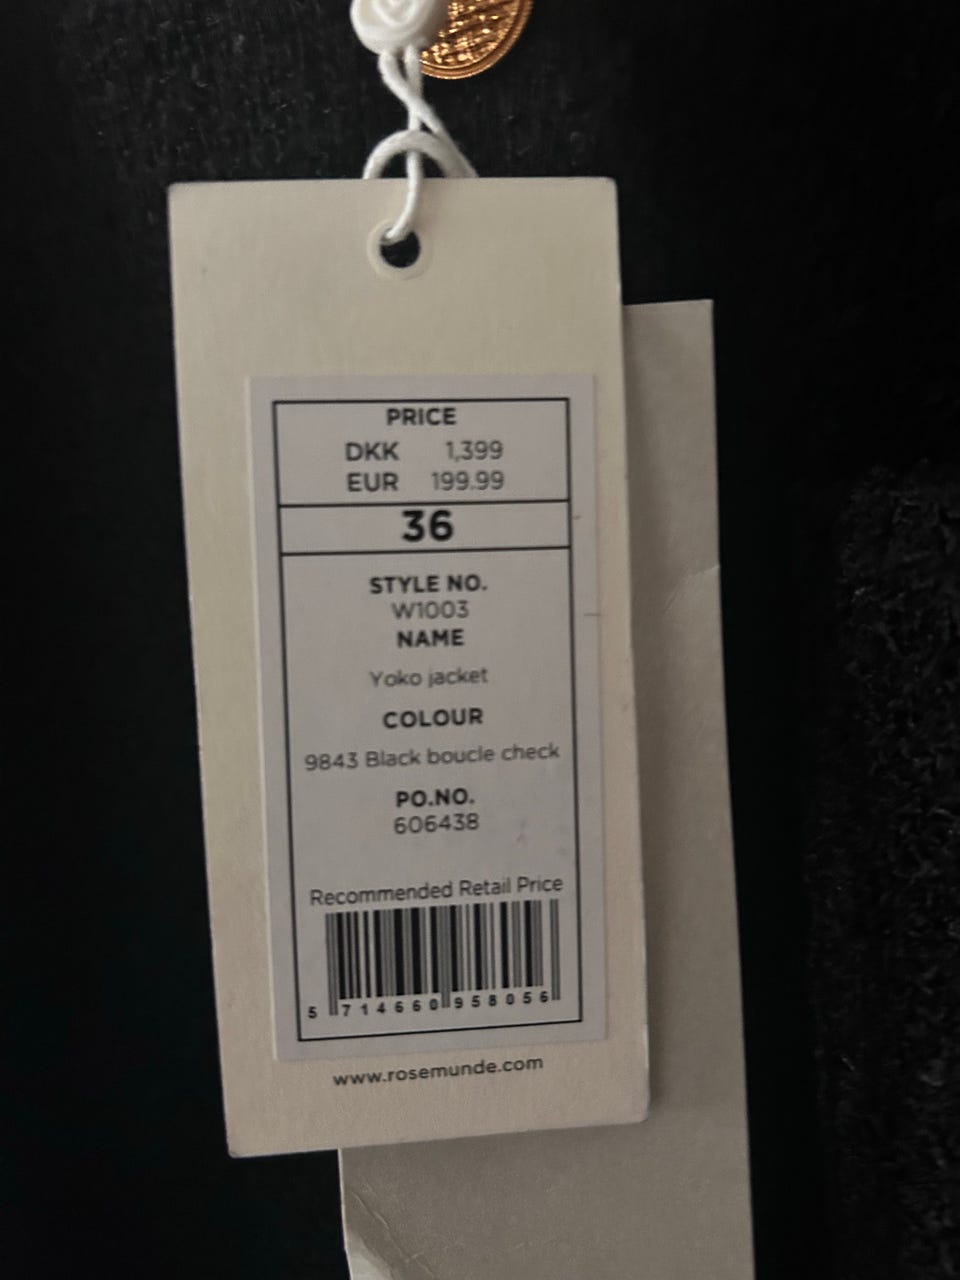 PRICE
DKK 1,399
EUR 199.99
36
STYLE NO.
W1003
NAME
Yoko jacket
COLOUR
9843 Black boucle check
PO.NO.
606438
Recommended Retail Price
5 714660 958056
www.rosemunde.com